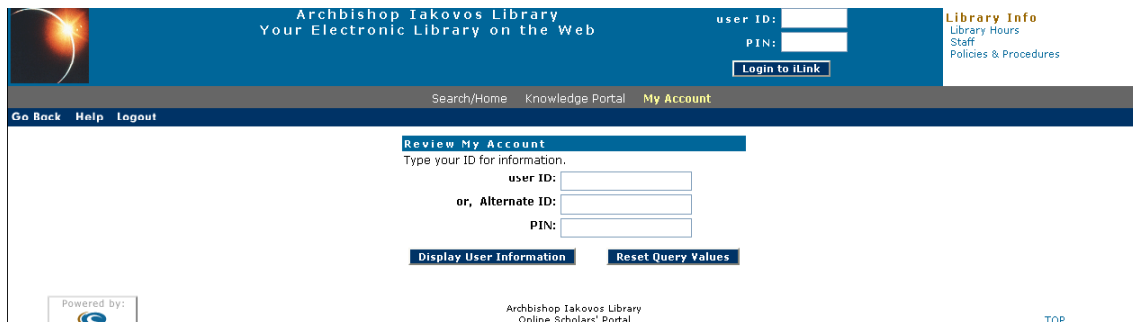 Archbishop Iakovos Library
Your Electronic Library on the Web
user ID:
PIN:
Login to iLink
Library Info
Library Hours
Staff
Policies & Procedures
Search/Home Knowledge Portal My Account
Go Back Help Logout
Review My Account
Type your ID for information.
user ID:
or, Alternate ID:
PIN:
Display User Information Reset Query Values
Powered by:
Archbishop Iakovos Library
Online Scholars' Portal
TOP